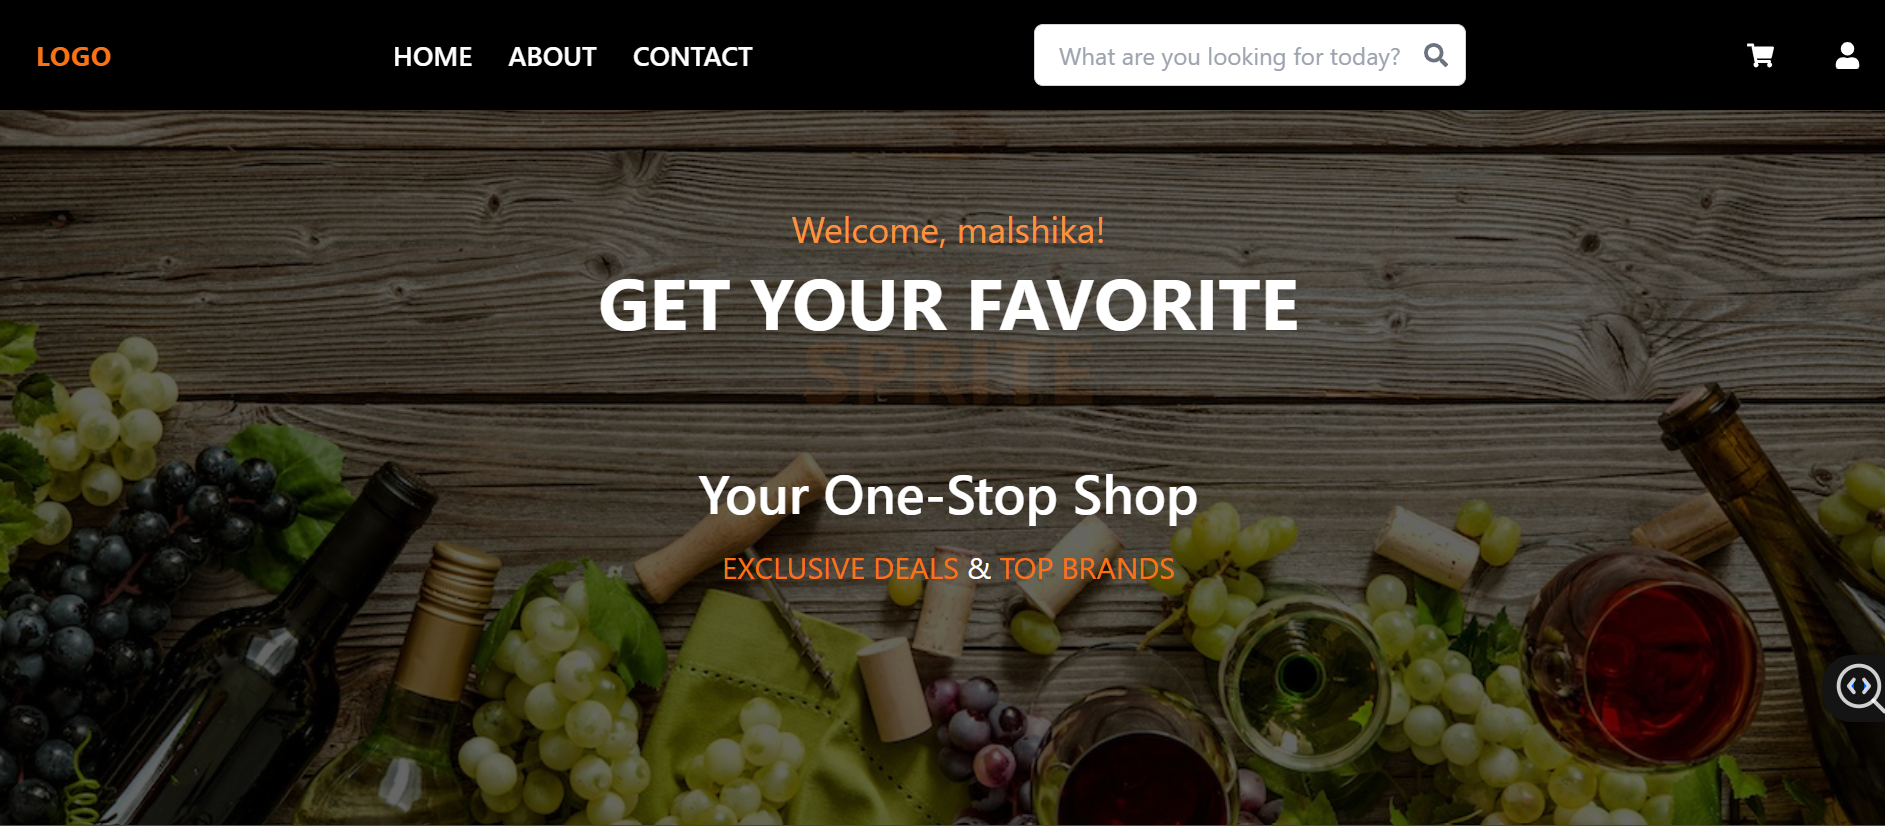 LOGO HOME ABOUT CONTACT What are you looking for today?
Welcome, malshika!
GET YOUR FAVORITE
SPRITE
Your One-Stop Shop
EXCLUSIVE DEALS & TOP BRANDS